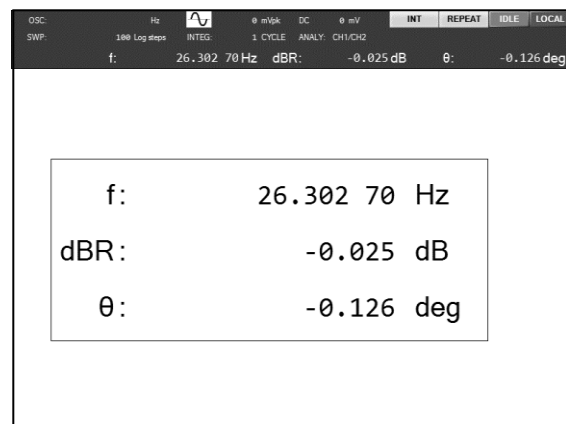 OSC: Hz 0 mVpk DC 0 mV INT REPEAT IDLE LOCAL
SWP: 100 Log steps INTEG: 1 CYCLE ANALY: CH1/CH2
f: 26.302 70 Hz dBR: -0.025 dB θ: -0.126 deg
f: 26.302 70 Hz
dBR: -0.025 dB
θ: -0.126 deg